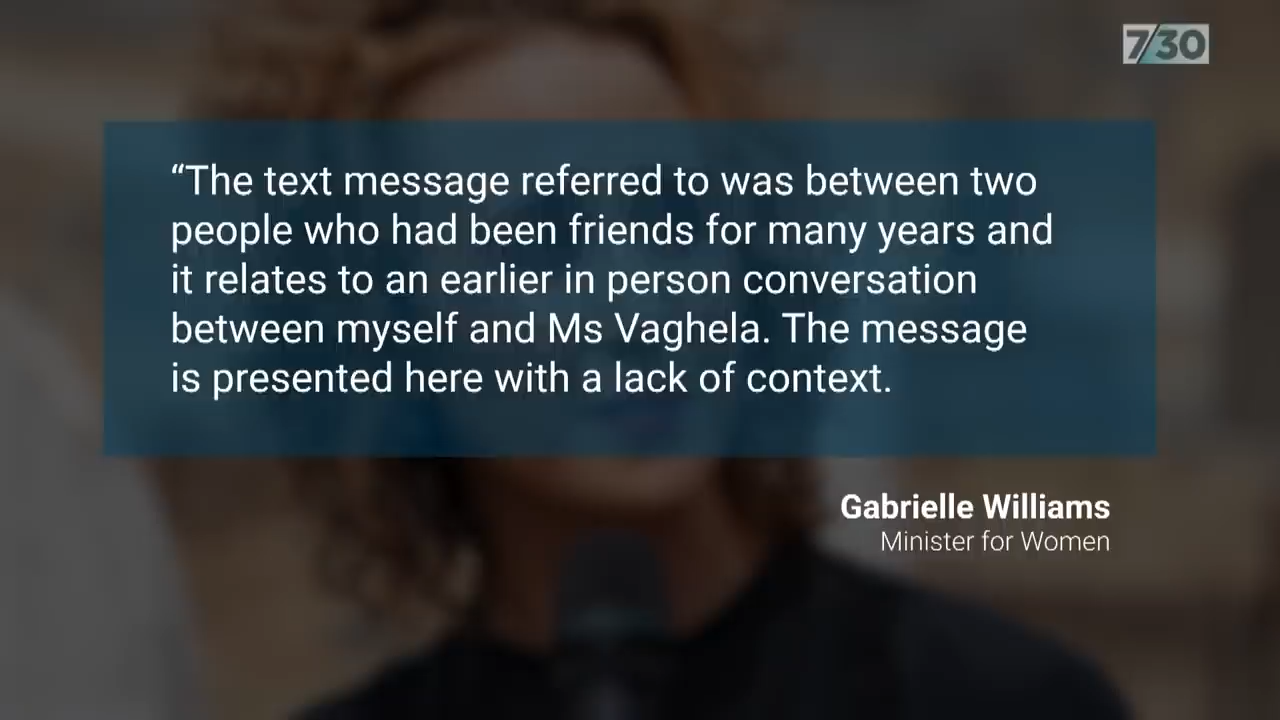 7/30
“The text message referred to was between two
people who had been friends for many years and
it relates to an earlier in person conversation
between myself and Ms Vaghela. The message
is presented here with a lack of context.
Gabrielle Williams
Minister for Women